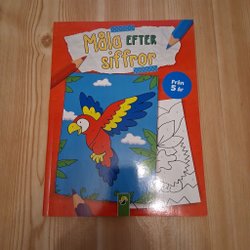 Måla EFTER
siffror
Från
5 år